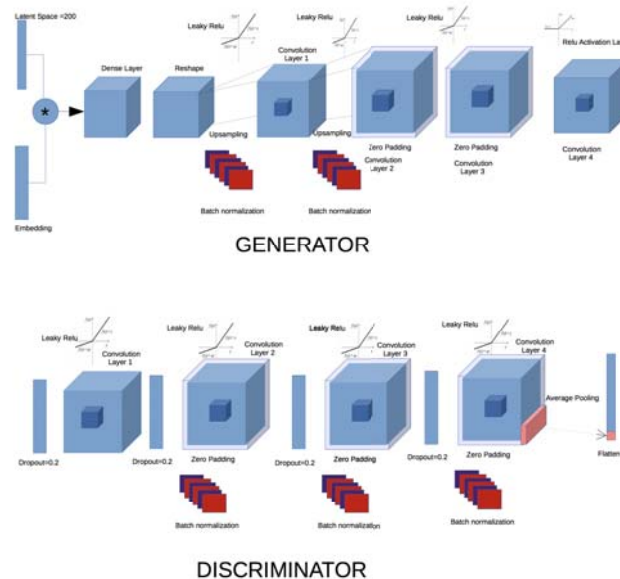 Latent Space =200
Leaky Relu
Leaky Relu
Leaky Relu
Relu Activation La
Dense Layer
Reshape
Convolution
Layer 1
*
Upsampling
Upsampling
Zero Padding
Convolution
Layer 2
Zero Padding
Convolution
Layer 3
Convolution
Layer 4
Batch normalization
Batch normalization
Embedding
GENERATOR
Leaky Relu
Convolution
Layer 1
Leaky Relu
Convolution
Layer 2
Leaky Relu
Convolution
Layer 3
Leaky Relu
Convolution
Layer 4
Average Pooling
Dropout=0.2
Dropout=0.2
Zero Padding
Dropout=0.2
Zero Padding
Dropout=0.2
Zero Padding
Flatten
Batch normalization
Batch normalization
Batch normalization
DISCRIMINATOR